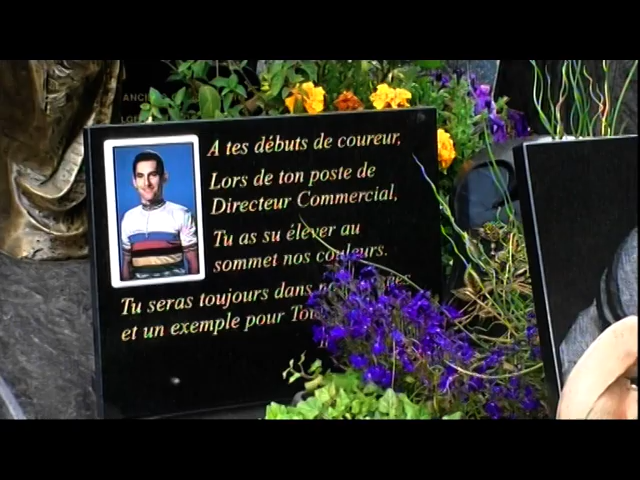 A tes débuts de coureur,
Lors de ton poste de
Directeur Commercial,
Tu as su élever au
sommet nos couleurs.
Tu seras toujours dans
et un exemple pour